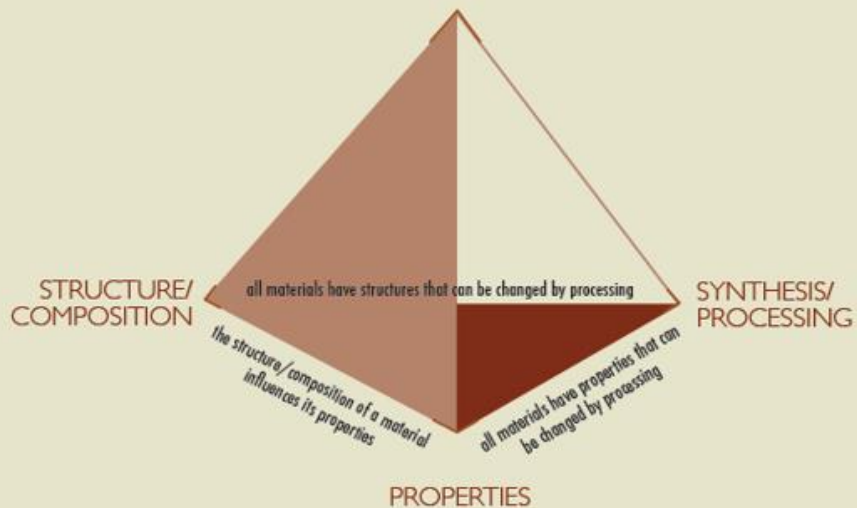 all materials have structures that can be changed by processing
STRUCTURE/
COMPOSITION
SYNTHESIS/
PROCESSING
the structure/composition of a material
influences its properties
all materials have properties that can
be changed by processing
PROPERTIES